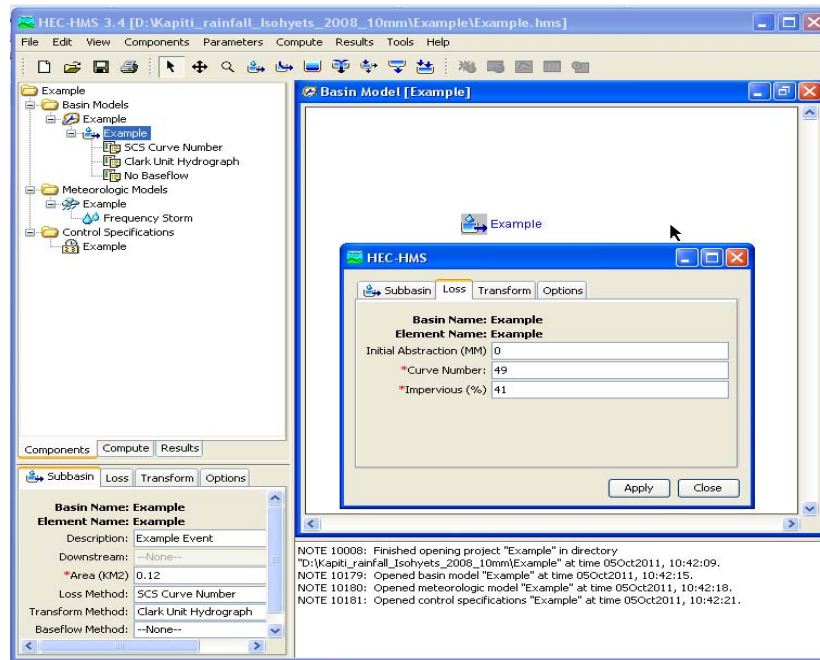 HEC-HMS 3.4 [D:\Kapiti_rainfall_Isohyets_2008_10mm\Example\Example.hms]
File Edit View Components Parameters Compute Results Tools Help
Example
Basin Models
Example
Example
SCS Curve Number
Clark Unit Hydrograph
No Baseflow
Meteorologic Models
Example
Frequency Storm
Control Specifications
Example
Components Compute Results
Subbasin Loss Transform Options
Basin Name: Example
Element Name: Example
Description: Example Event
Downstream: --None--
*Area (KM2) 0.12
Loss Method: SCS Curve Number
Transform Method: Clark Unit Hydrograph
Baseflow Method: --None--
Basin Model [Example]
Example
HEC-HMS
Subbasin Loss Transform Options
Basin Name: Example
Element Name: Example
Initial Abstraction (MM) 0
*Curve Number: 49
*Impervious (%) 41
Apply Close
NOTE 10008: Finished opening project "Example" in directory
"D:\Kapiti_rainfall_Isohyets_2008_10mm\Example" at time 05Oct2011, 10:42:09.
NOTE 10179: Opened basin model "Example" at time 05Oct2011, 10:42:15.
NOTE 10180: Opened meteorologic model "Example" at time 05Oct2011, 10:42:18.
NOTE 10181: Opened control specifications "Example" at time 05Oct2011, 10:42:21.